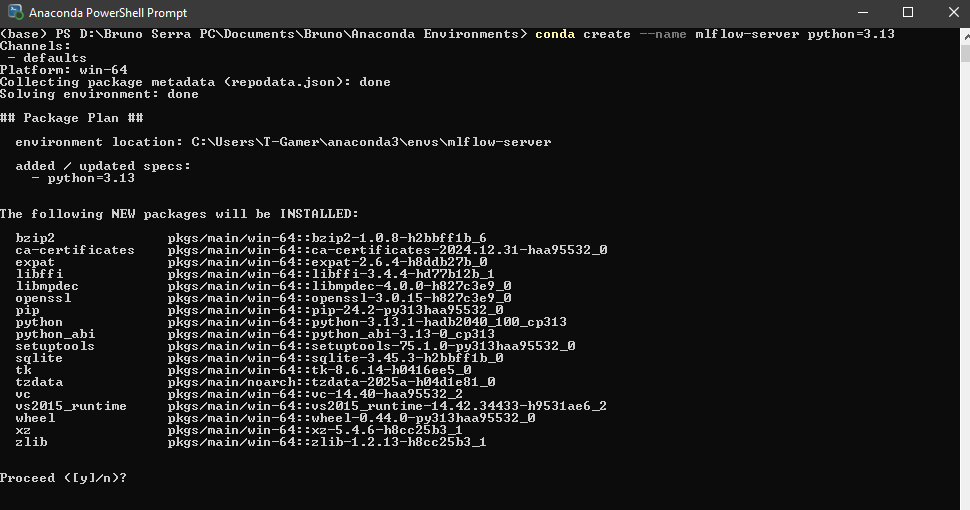 Anaconda PowerShell Prompt
(base) PS D:\Bruno Serra PC\Documents\Bruno\Anaconda Environments> conda create --name mlflow-server python=3.13
Channels:
 - defaults
Platform: win-64
Collecting package metadata (repodata.json): done
Solving environment: done

## Package Plan ##

  environment location: C:\Users\T-Gamer\anaconda3\envs\mlflow-server

  added / updated specs:
    - python=3.13


The following NEW packages will be INSTALLED:

  bzip2              pkgs/main/win-64::bzip2-1.0.8-h2bbff1b_6
  ca-certificates    pkgs/main/win-64::ca-certificates-2024.12.31-haa95532_0
  expat              pkgs/main/win-64::expat-2.6.4-h8ddb27b_0
  libffi             pkgs/main/win-64::libffi-3.4.4-hd77b12b_1
  libmpdec           pkgs/main/win-64::libmpdec-4.0.0-h827c3e9_0
  openssl            pkgs/main/win-64::openssl-3.0.15-h827c3e9_0
  pip                pkgs/main/win-64::pip-24.2-py313haa95532_0
  python             pkgs/main/win-64::python-3.13.1-hadb2040_100_cp313
  python_abi         pkgs/main/win-64::python_abi-3.13-0_cp313
  setuptools         pkgs/main/win-64::setuptools-75.1.0-py313haa95532_0
  sqlite             pkgs/main/win-64::sqlite-3.45.3-h2bbff1b_0
  tk                 pkgs/main/win-64::tk-8.6.14-h0416ee5_0
  tzdata             pkgs/main/noarch::tzdata-2025a-h04d1e81_0
  vc                 pkgs/main/win-64::vc-14.40-haa95532_2
  vs2015_runtime     pkgs/main/win-64::vs2015_runtime-14.42.34433-h9531ae6_2
  wheel              pkgs/main/win-64::wheel-0.44.0-py313haa95532_0
  xz                 pkgs/main/win-64::xz-5.4.6-h8cc25b3_1
  zlib               pkgs/main/win-64::zlib-1.2.13-h8cc25b3_1


Proceed ([y]/n)?